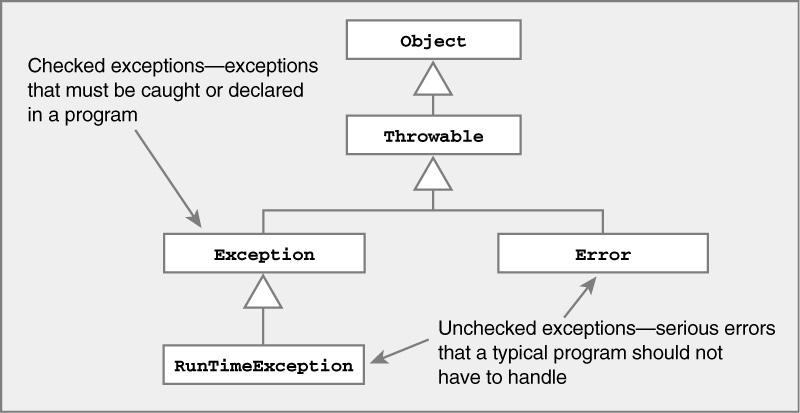 Object
Checked exceptions—exceptions
that must be caught or declared
in a program
Throwable
Exception
Error
RunTimeException
Unchecked exceptions—serious errors
that a typical program should not
have to handle